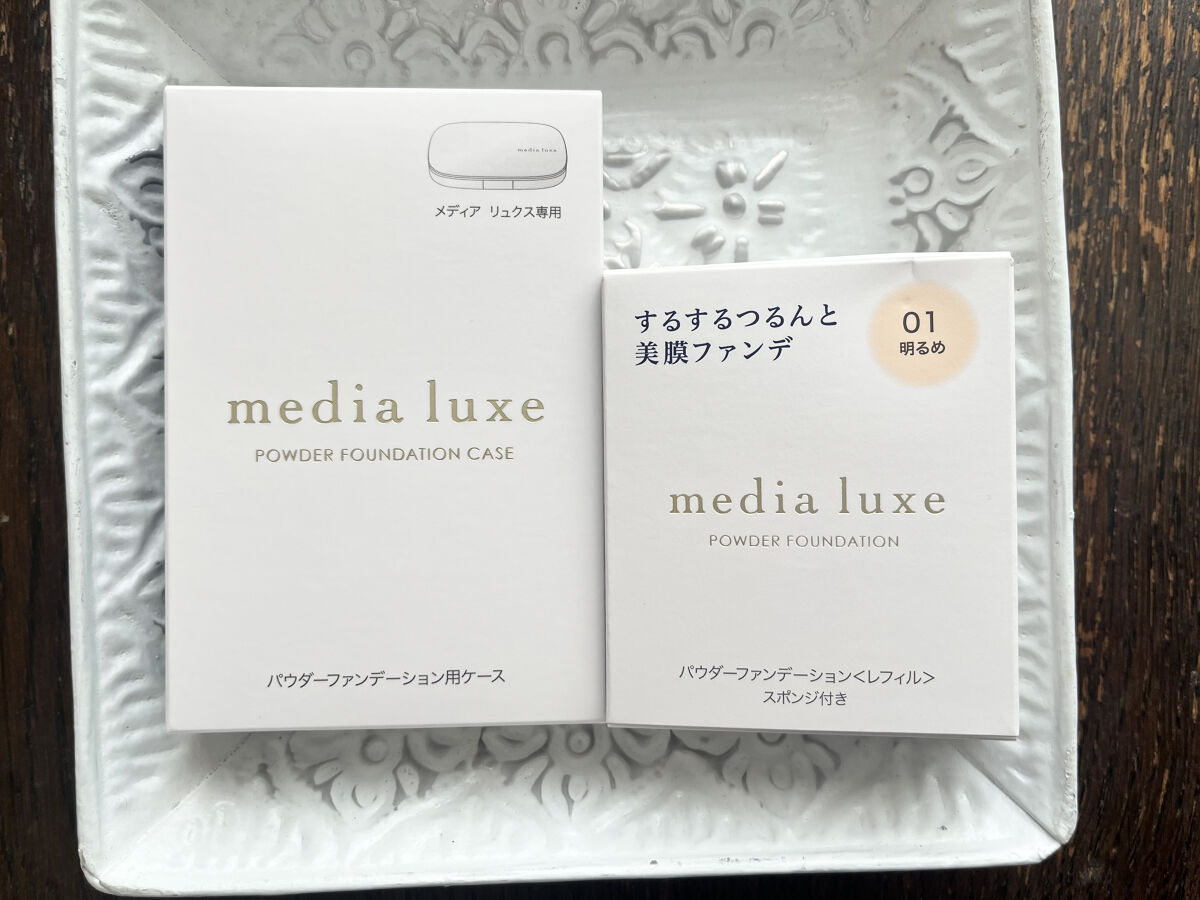 media luxe
メディア リュクス専用
media luxe
POWDER FOUNDATION CASE
パウダーファンデーション用ケース
するするつるんと
美膜ファンデ
01
明るめ
media luxe
POWDER FOUNDATION
パウダーファンデーション<レフィル>
スポンジ付き